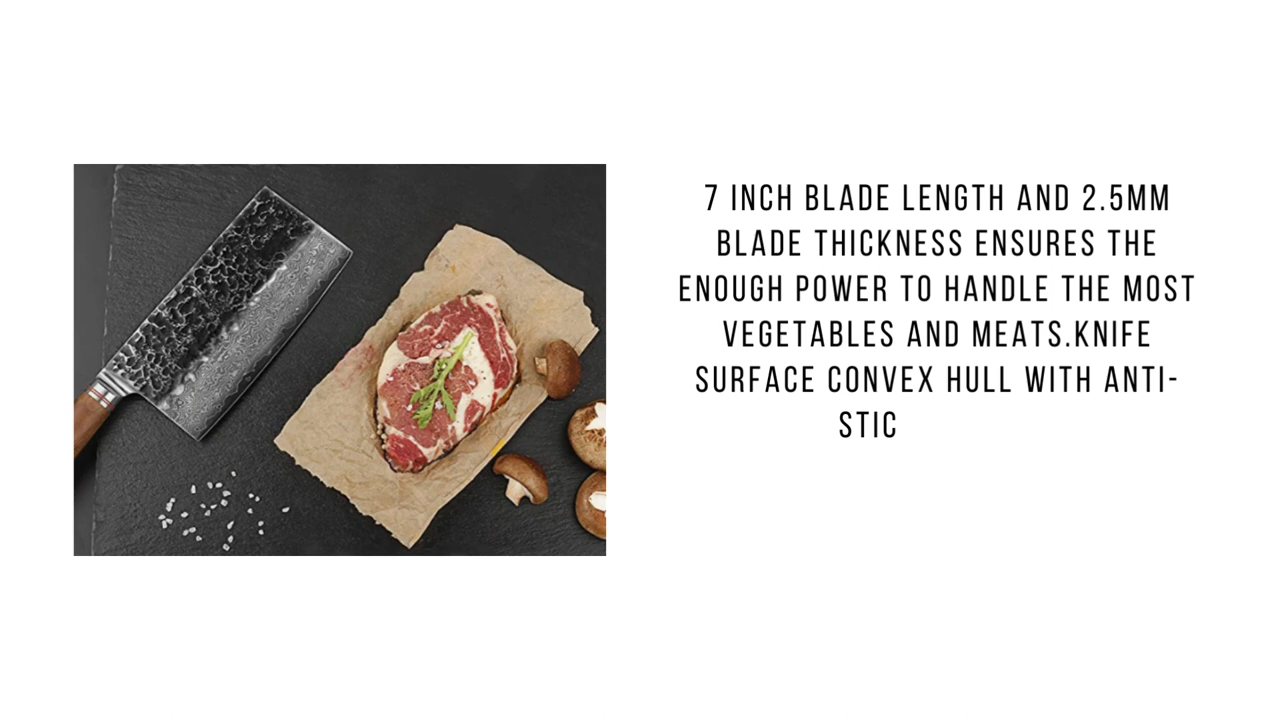 7 INCH BLADE LENGTH AND 2.5MM
BLADE THICKNESS ENSURES THE
ENOUGH POWER TO HANDLE THE MOST
VEGETABLES AND MEATS.KNIFE
SURFACE CONVEX HULL WITH ANTI-
STIC